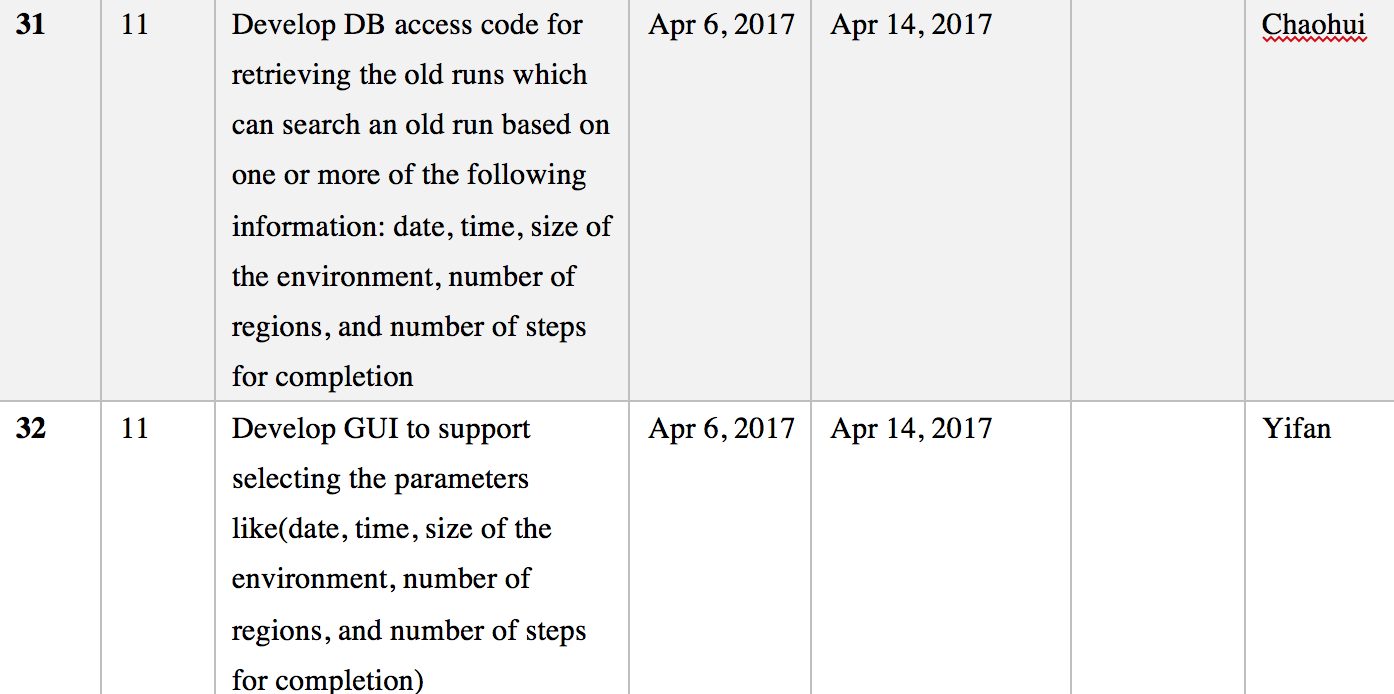 31 11 Develop DB access code for Apr 6, 2017 Apr 14, 2017 Chaohui
retrieving the old runs which
can search an old run based on
one or more of the following
information: date, time, size of
the environment, number of
regions, and number of steps
for completion
32 11 Develop GUI to support Apr 6, 2017 Apr 14, 2017 Yifan
selecting the parameters
like(date, time, size of the
environment, number of
regions, and number of steps
for completion)